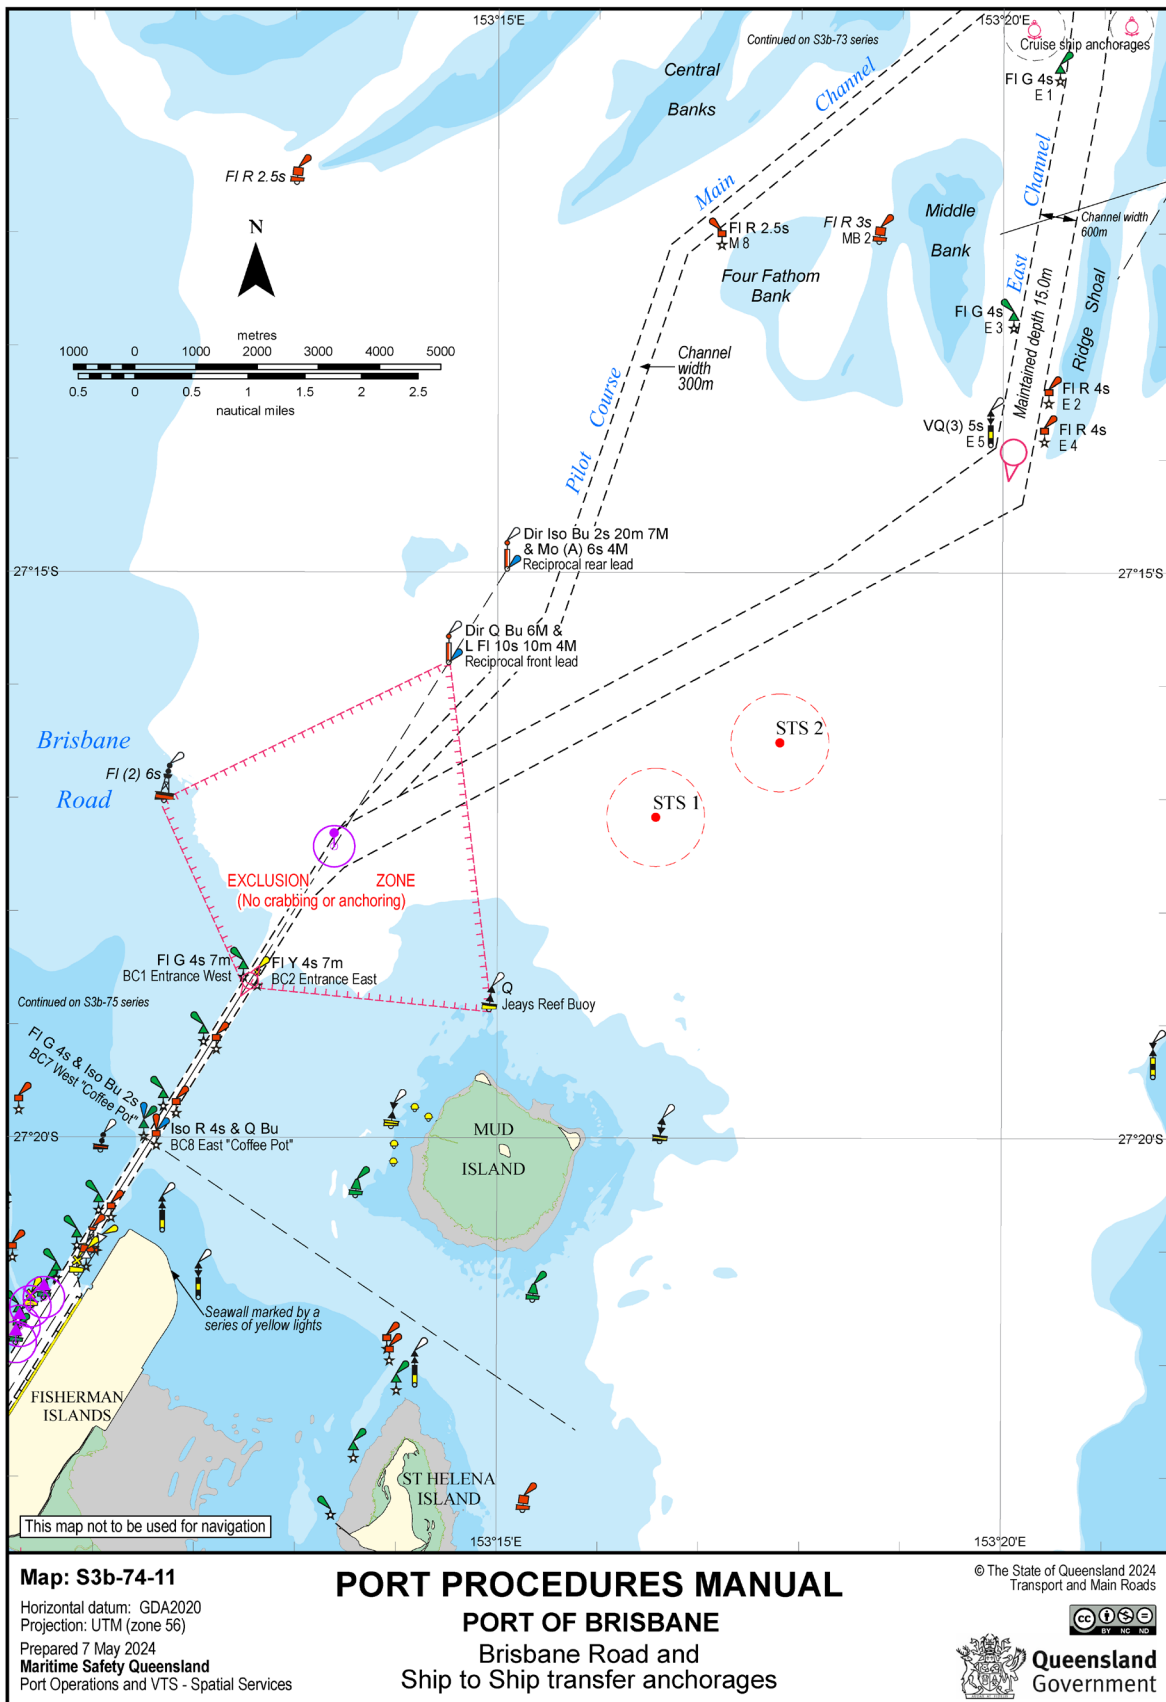 153°15'E
153°20'E
Continued on S3b-73 series
Cruise ship anchorages
Central
Banks
Main
Channel
Fl G 4s
E 1
Fl R 2.5s
N
Fl R 2.5s
M 8
Fl R 3s
MB 2
Middle
Bank
East
Channel
Channel width
600m
Four Fathom
Bank
Fl G 4s
E 3
Maintained depth 15.0m
Ridge Shoal
metres
1000 0 1000 2000 3000 4000 5000
0.5 0 0.5 1 1.5 2 2.5
nautical miles
Channel
width
300m
Pilot
Course
Fl R 4s
E 2
VQ(3) 5s
E 5
Fl R 4s
E 4
Dir Iso Bu 2s 20m 7M
& Mo (A) 6s 4M
Reciprocal rear lead
27°15'S
27°15'S
Dir Q Bu 6M &
L Fl 10s 10m 4M
Reciprocal front lead
Brisbane
Road
Fl (2) 6s
STS 2
STS 1
EXCLUSION ZONE
(No crabbing or anchoring)
Fl G 4s 7m
BC1 Entrance West
Fl Y 4s 7m
BC2 Entrance East
Q
Jeays Reef Buoy
Continued on S3b-75 series
Fl G 4s & Iso Bu 2s
BC7 West "Coffee Pot"
Iso R 4s & Q Bu
BC8 East "Coffee Pot"
27°20'S
27°20'S
MUD
ISLAND
Seawall marked by a
series of yellow lights
FISHERMAN
ISLANDS
ST HELENA
ISLAND
This map not to be used for navigation
153°15'E
153°20'E
Map: S3b-74-11
Horizontal datum: GDA2020
Projection: UTM (zone 56)
Prepared 7 May 2024
Maritime Safety Queensland
Port Operations and VTS - Spatial Services
PORT PROCEDURES MANUAL
PORT OF BRISBANE
Brisbane Road and
Ship to Ship transfer anchorages
© The State of Queensland 2024
Transport and Main Roads
cc
BY NC ND
Queensland
Government